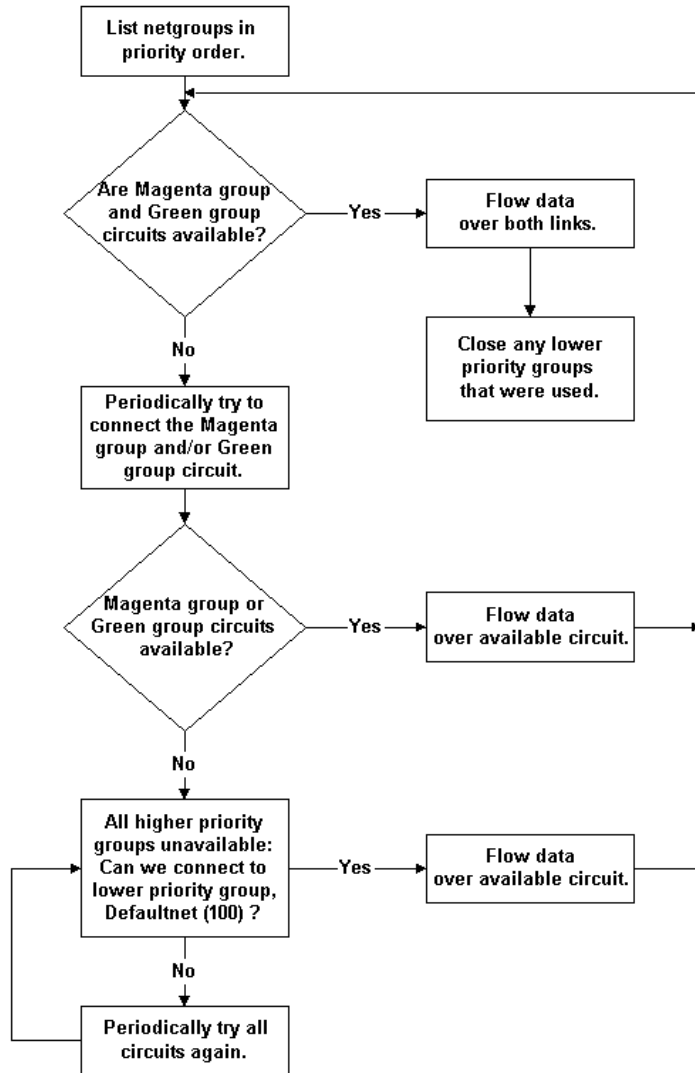 List netgroups in
priority order.
Are Magenta group
and Green group
circuits available?
Yes
Flow data
over both links.
Close any lower
priority groups
that were used.
No
Periodically try to
connect the Magenta
group and/or Green
group circuit.
Magenta group or
Green group circuits
available?
Yes
Flow data
over available circuit.
No
All higher priority
groups unavailable:
Can we connect to
lower priority group,
Defaultnet (100) ?
Yes
Flow data
over available circuit.
No
Periodically try all
circuits again.